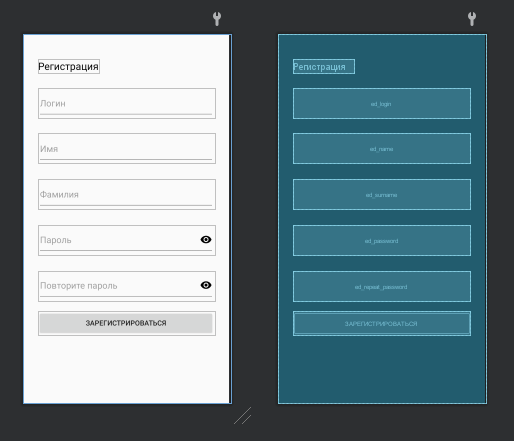 Регистрация
Логин
Имя
Фамилия
Пароль
Повторите пароль
ЗАРЕГИСТРИРОВАТЬСЯ
Регистрация
ed_login
ed_name
ed_surname
ed_password
ed_repeat_password
ЗАРЕГИСТРИРОВАТЬСЯ